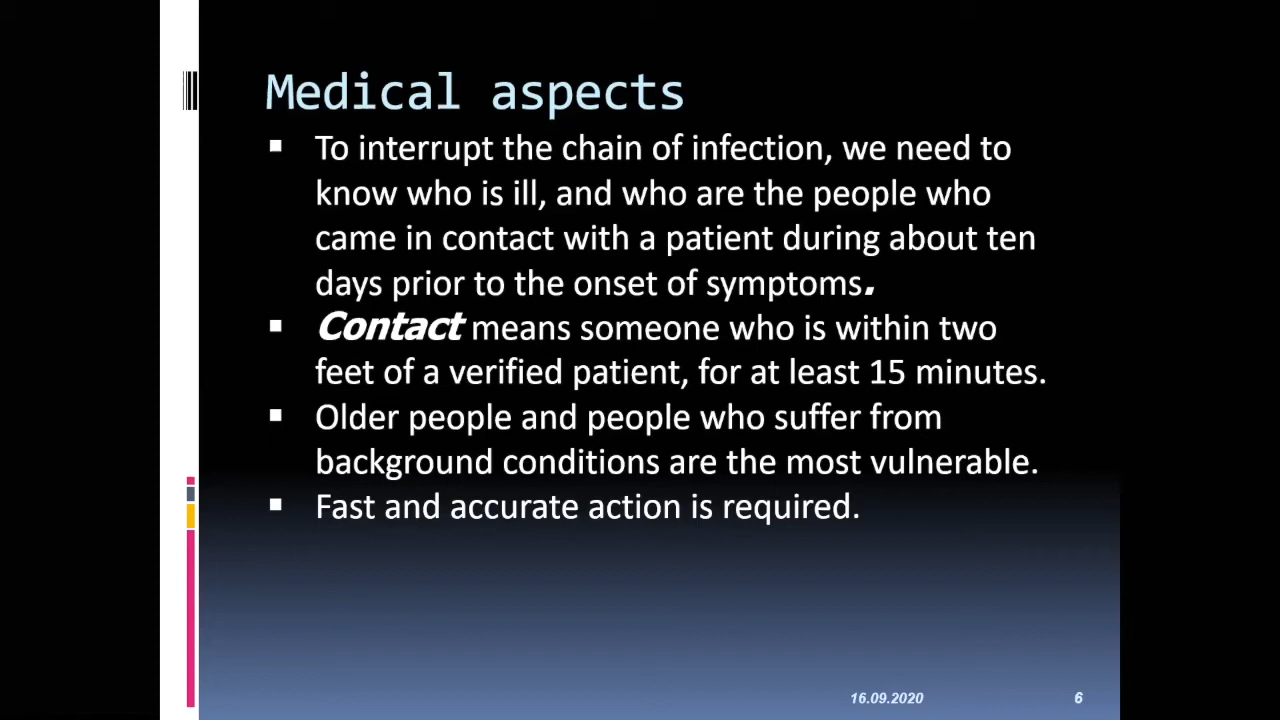 Medical aspects
▪ To interrupt the chain of infection, we need to
know who is ill, and who are the people who
came in contact with a patient during about ten
days prior to the onset of symptoms.
▪ Contact means someone who is within two
feet of a verified patient, for at least 15 minutes.
▪ Older people and people who suffer from
background conditions are the most vulnerable.
▪ Fast and accurate action is required.
16.09.2020 6